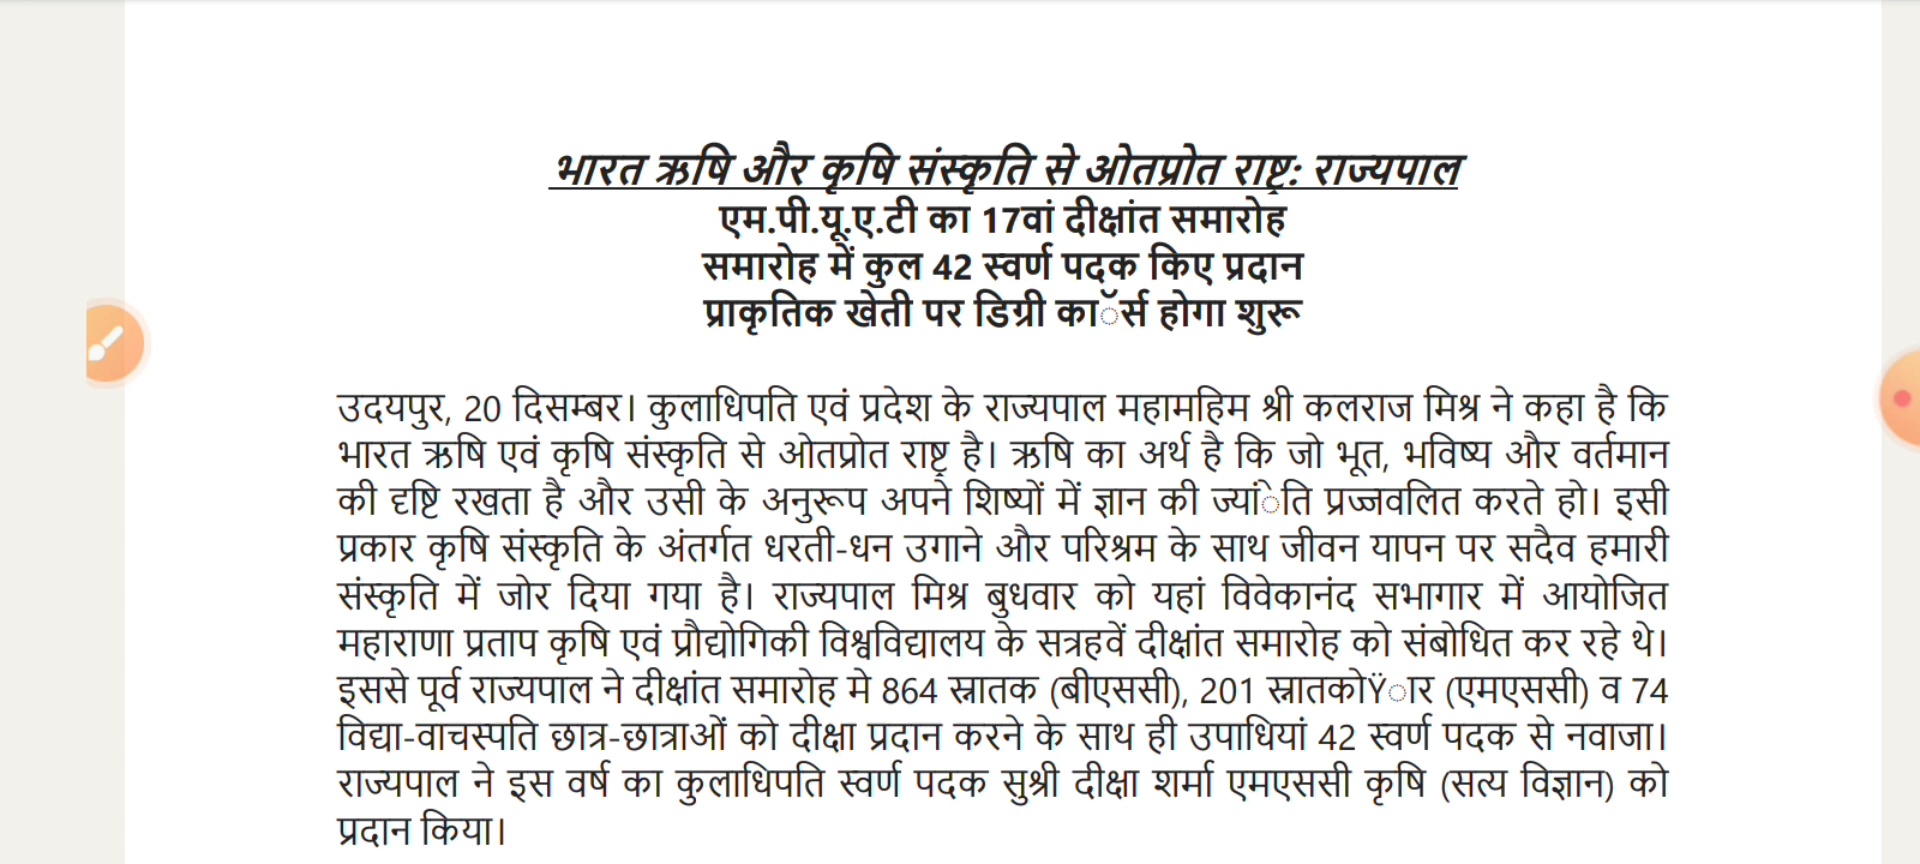 भारत ऋषि और कृषि संस्कृति से ओतप्रोत राष्ट्र: राज्यपाल
एम.पी.यू.ए.टी का 17वां दीक्षांत समारोह
समारोह में कुल 42 स्वर्ण पदक किए प्रदान
प्राकृतिक खेती पर डिग्री काॅर्स होगा शुरू
उदयपुर, 20 दिसम्बर। कुलाधिपति एवं प्रदेश के राज्यपाल महामहिम श्री कलराज मिश्र ने कहा है कि
भारत ऋषि एवं कृषि संस्कृति से ओतप्रोत राष्ट्र है। ऋषि का अर्थ है कि जो भूत, भविष्य और वर्तमान
की दृष्टि रखता है और उसी के अनुरूप अपने शिष्यों में ज्ञान की ज्यांेति प्रज्जवलित करते हो। इसी
प्रकार कृषि संस्कृति के अंतर्गत धरती-धन उगाने और परिश्रम के साथ जीवन यापन पर सदैव हमारी
संस्कृति में जोर दिया गया है। राज्यपाल मिश्र बुधवार को यहां विवेकानंद सभागार में आयोजित
महाराणा प्रताप कृषि एवं प्रौद्योगिकी विश्वविद्यालय के सत्रहवें दीक्षांत समारोह को संबोधित कर रहे थे।
इससे पूर्व राज्यपाल ने दीक्षांत समारोह मे 864 स्नातक (बीएससी), 201 स्नातकोŸार (एमएससी) व 74
विद्या-वाचस्पति छात्र-छात्राओं को दीक्षा प्रदान करने के साथ ही उपाधियां 42 स्वर्ण पदक से नवाजा।
राज्यपाल ने इस वर्ष का कुलाधिपति स्वर्ण पदक सुश्री दीक्षा शर्मा एमएससी कृषि (सत्य विज्ञान) को
प्रदान किया।